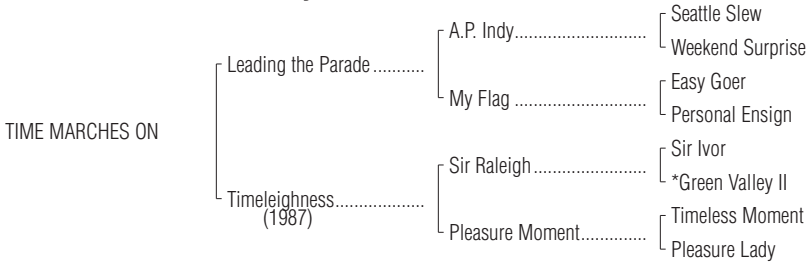 Seattle Slew
A.P. Indy..............................
Weekend Surprise
Leading the Parade ...........
Easy Goer
My Flag ..............................
Personal Ensign
TIME MARCHES ON
Sir Ivor
Sir Raleigh..........................
*Green Valley II
Timeleighness....................
(1987)
Timeless Moment
Pleasure Moment...............
Pleasure Lady